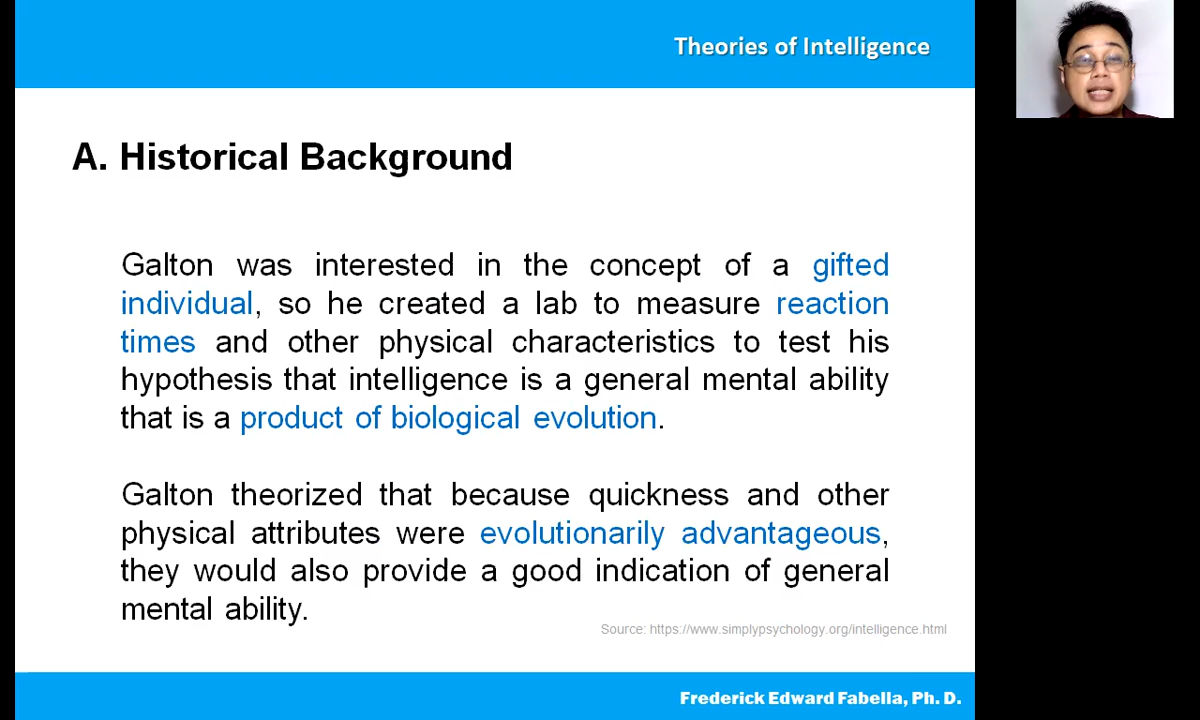 Theories of Intelligence
A. Historical Background
Galton was interested in the concept of a gifted
individual, so he created a lab to measure reaction
times and other physical characteristics to test his
hypothesis that intelligence is a general mental ability
that is a product of biological evolution.
Galton theorized that because quickness and other
physical attributes were evolutionarily advantageous,
they would also provide a good indication of general
mental ability.
Source: https://www.simplypsychology.org/intelligence.html
Frederick Edward Fabella, Ph. D.